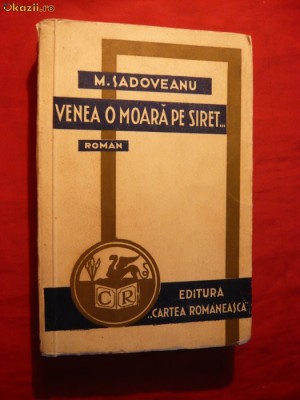 Okazii.ro
M. SADOVEANU
VENEA O MOARĂ PE SIRET...
ROMAN
CR
EDITURA
„CARTEA ROMÂNEASCĂ"